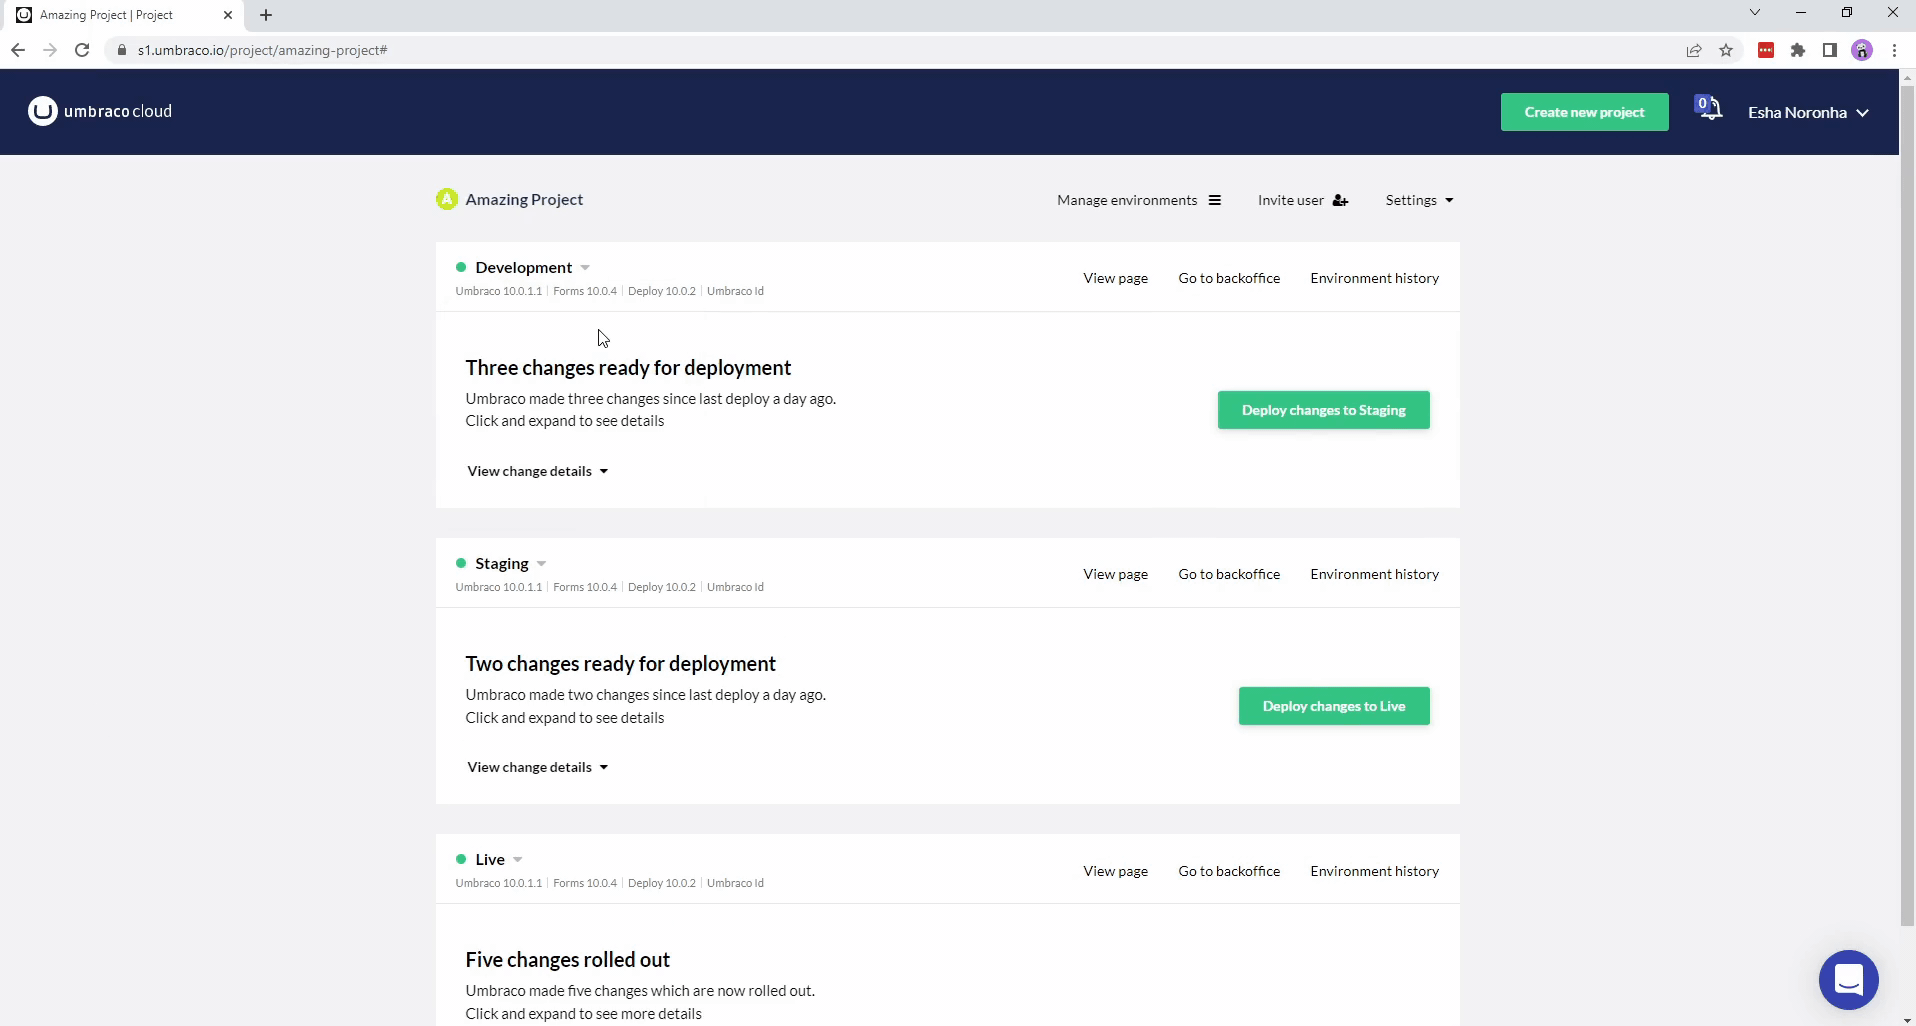 Amazing Project | Project
s1.umbraco.io/project/amazing-project#
umbraco cloud
Create new project
0
Esha Noronha
A
Amazing Project
Manage environments
Invite user
Settings
Development
Umbraco 10.0.1.1 | Forms 10.0.4 | Deploy 10.0.2 | Umbraco Id
View page
Go to backoffice
Environment history
Three changes ready for deployment
Umbraco made three changes since last deploy a day ago.
Click and expand to see details
Deploy changes to Staging
View change details
Staging
Umbraco 10.0.1.1 | Forms 10.0.4 | Deploy 10.0.2 | Umbraco Id
View page
Go to backoffice
Environment history
Two changes ready for deployment
Umbraco made two changes since last deploy a day ago.
Click and expand to see details
Deploy changes to Live
View change details
Live
Umbraco 10.0.1.1 | Forms 10.0.4 | Deploy 10.0.2 | Umbraco Id
View page
Go to backoffice
Environment history
Five changes rolled out
Umbraco made five changes which are now rolled out.
Click and expand to see more details